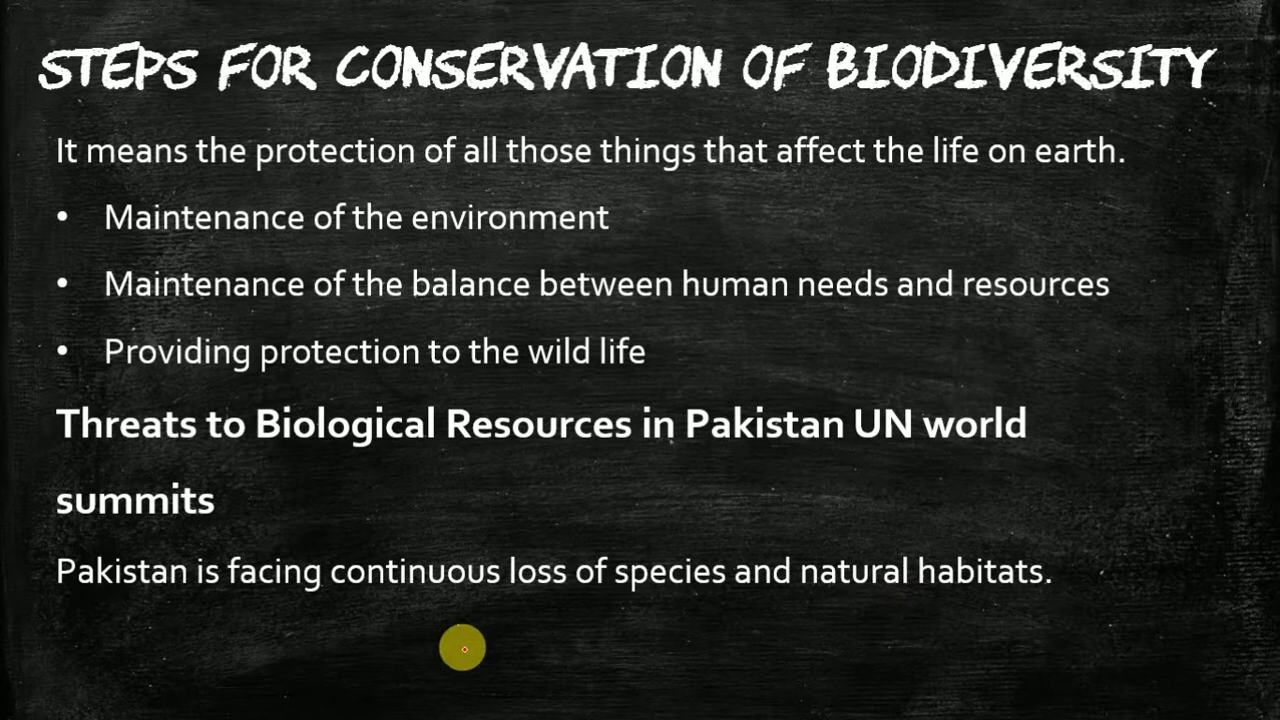 STEPS FOR CONSERVATION OF BIODIVERSITY
It means the protection of all those things that affect the life on earth.
• Maintenance of the environment
• Maintenance of the balance between human needs and resources
• Providing protection to the wild life
Threats to Biological Resources in Pakistan UN world
summits
Pakistan is facing continuous loss of species and natural habitats.